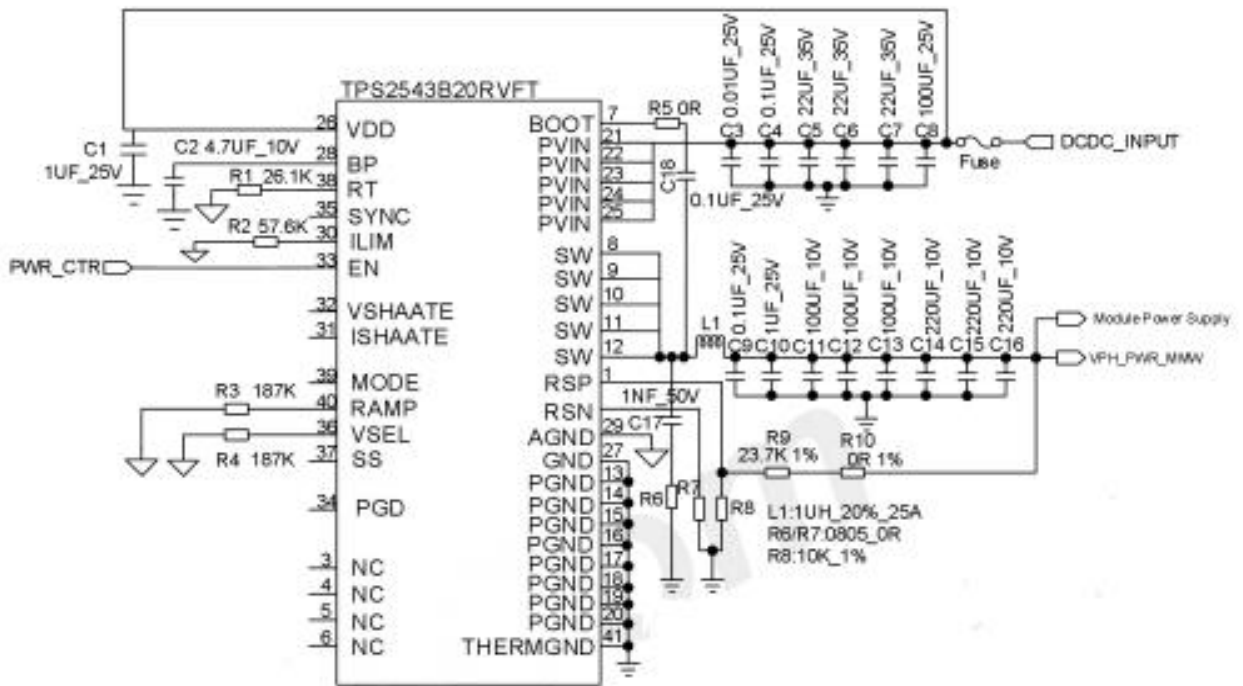 TPS2543B20RVFT
26 VDD
28 BP
38 RT
35 SYNC
30 ILIM
33 EN
32 VSHAATE
31 ISHAATE
39 MODE
40 RAMP
36 VSEL
37 SS
34 PGD
3 NC
4 NC
5 NC
6 NC
BOOT 7
PVIN 21
PVIN 22
PVIN 23
PVIN 24
PVIN 25
SW 8
SW 9
SW 10
SW 11
SW 12
RSP 1
RSN
AGND 29
GND 27
PGND 13
PGND 14
PGND 15
PGND 16
PGND 17
PGND 18
PGND 19
PGND 20
THERMGND 41
C1
1UF_25V
C2 4.7UF_10V
R1 26.1K
R2 57.6K
PWR_CTR
R3 187K
R4 187K
R5 0R
C18
0.1UF_25V
C3 0.01UF_25V
C4 0.1UF_25V
C5 22UF_35V
C6 22UF_35V
C7 22UF_35V
C8 100UF_25V
Fuse
DCDC_INPUT
L1
C9 0.1UF_25V
C10 1UF_25V
C11 100UF_10V
C12 100UF_10V
C13 100UF_10V
C14 220UF_10V
C15 220UF_10V
C16 220UF_10V
Module Power Supply
VPH_PWR_MMW
1NF_50V
C17
R6
R7
R8
R9
23.7K 1%
R10
0R 1%
L1:1UH_20%_25A
R6/R7:0805_0R
R8:10K_1%